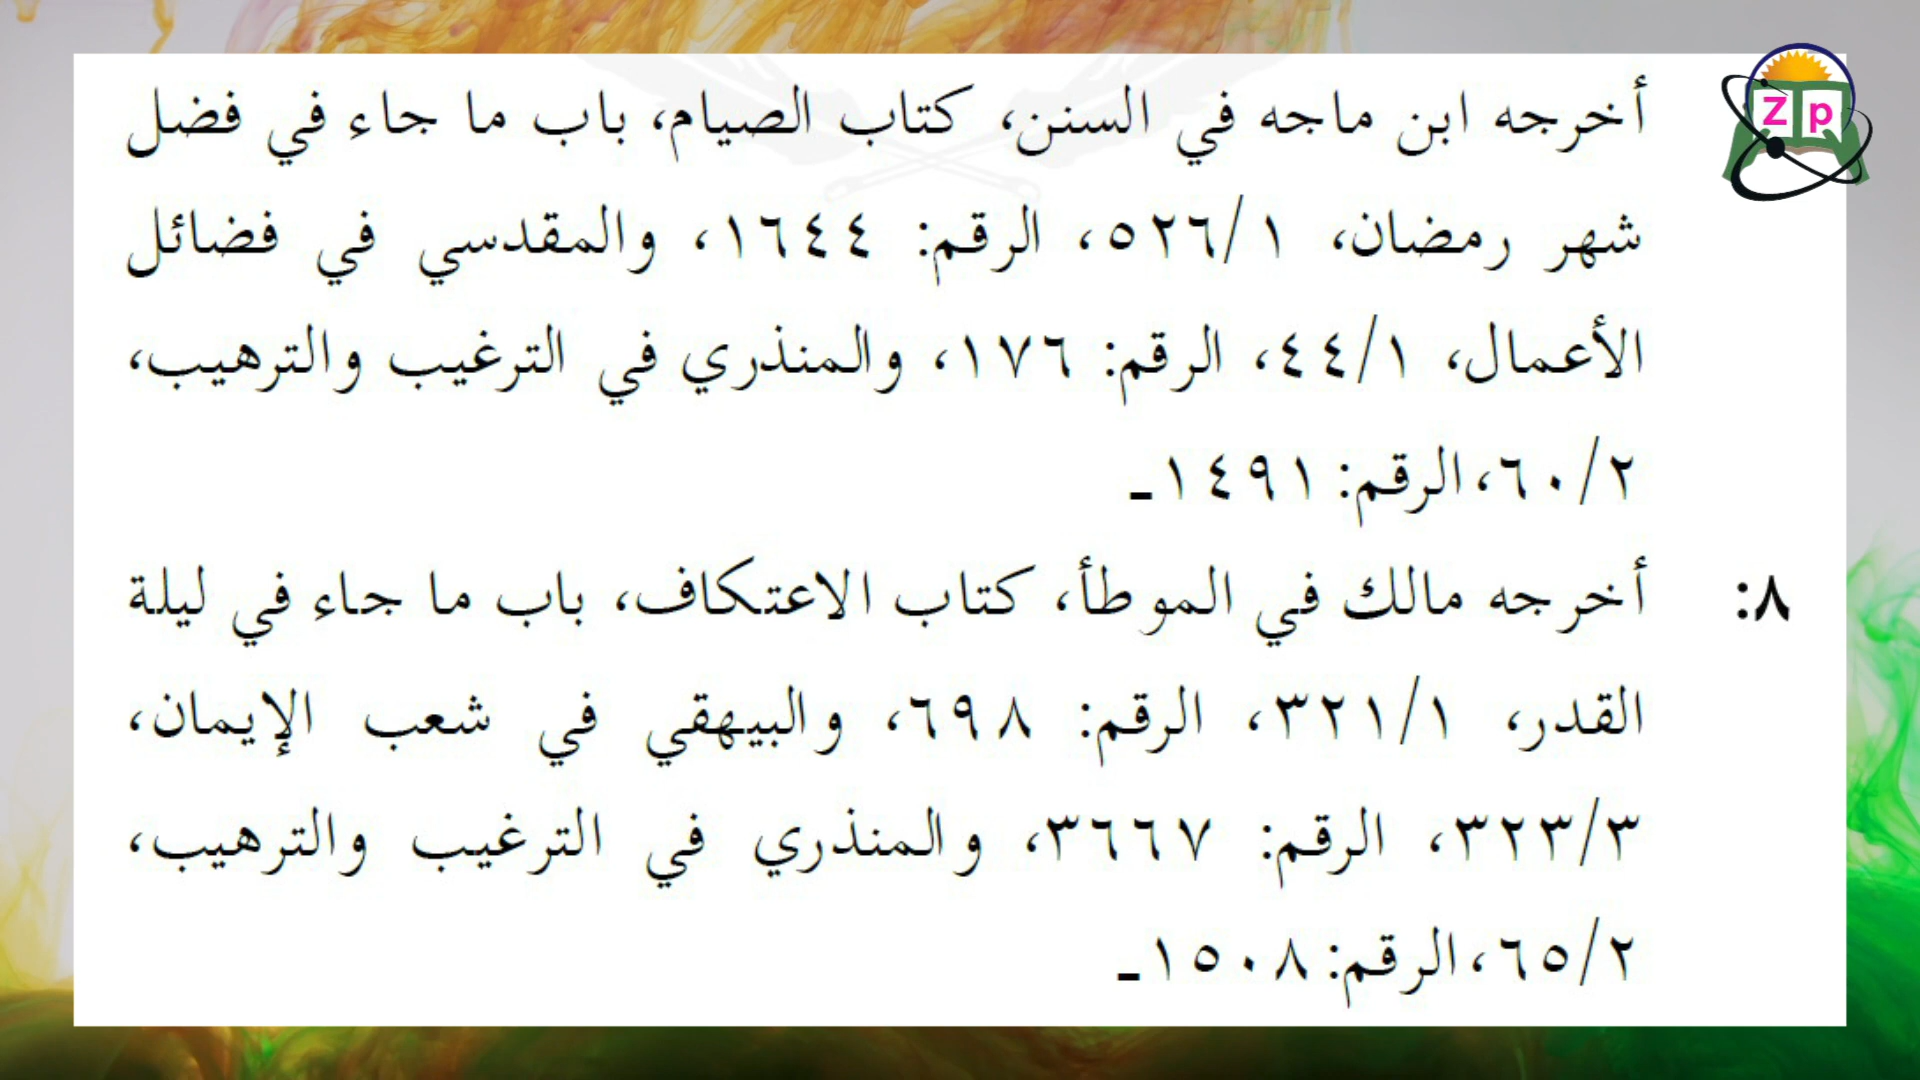 Zp
أخرجه ابن ماجه في السنن، كتاب الصيام، باب ما جاء في فضل
شهر رمضان، ١/٥٢٦، الرقم: ١٦٤٤، والمقدسي في فضائل
الأعمال، ١/٤٤، الرقم: ١٧٦، والمنذري في الترغيب والترهيب،
٢/٦٠، الرقم: ١٤٩١ـ
٨: أخرجه مالك في الموطأ، كتاب الاعتكاف، باب ما جاء في ليلة
القدر، ١/٣٢١، الرقم: ٦٩٨، والبيهقي في شعب الإيمان،
٣/٣٢٣، الرقم: ٣٦٦٧، والمنذري في الترغيب والترهيب،
٢/٦٥، الرقم: ١٥٠٨ـ